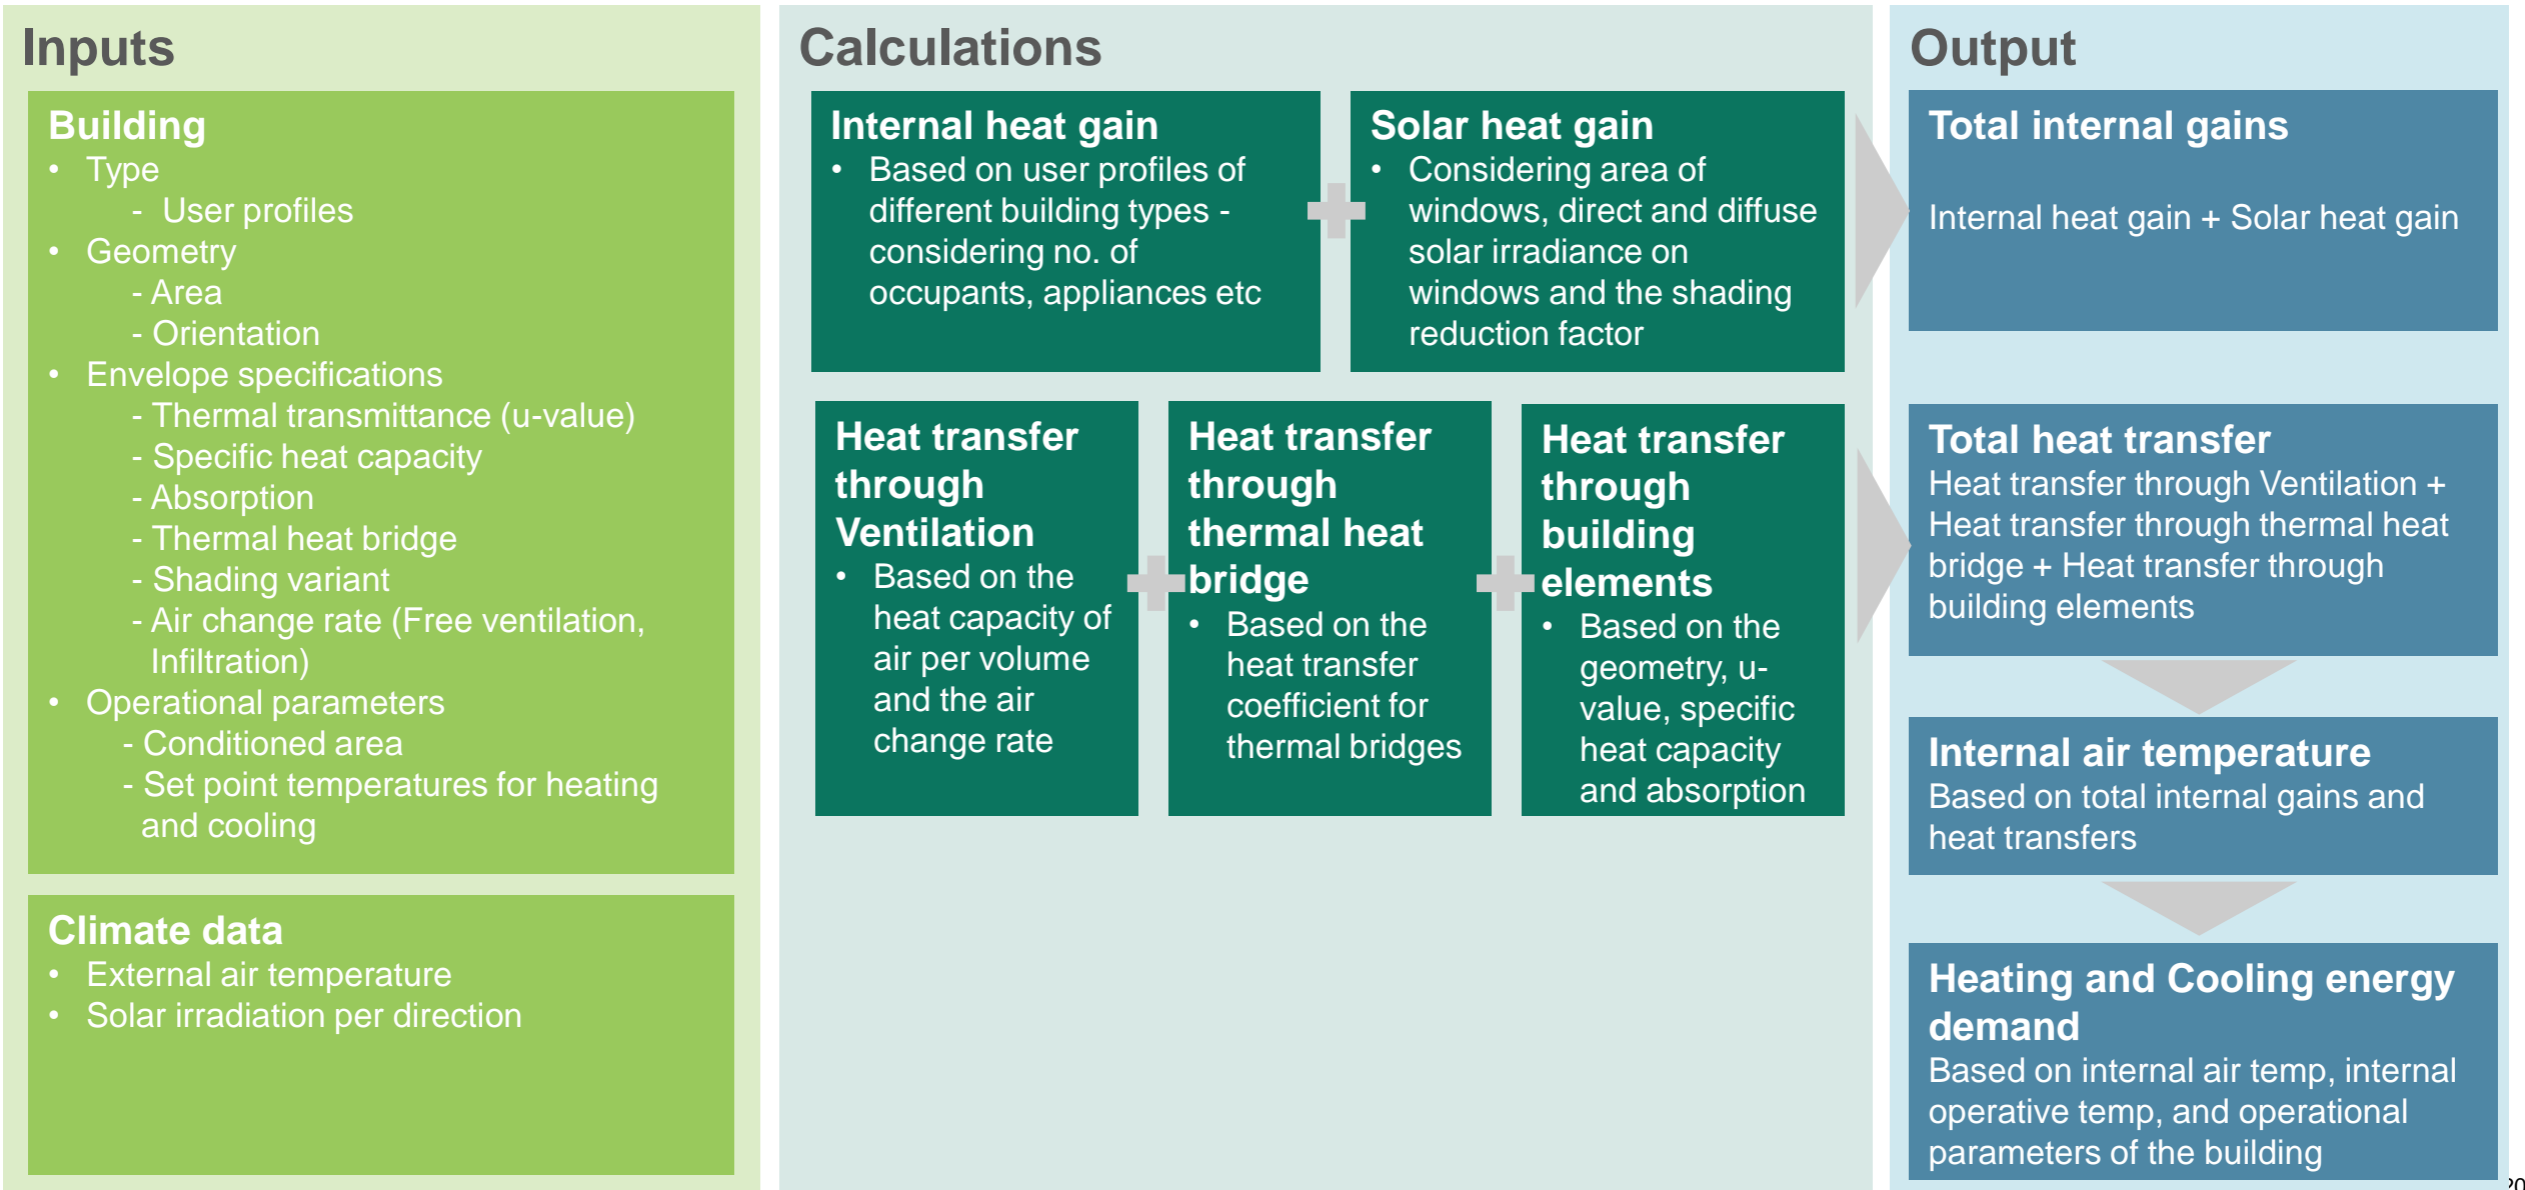 Inputs
Building
• Type
- User profiles
• Geometry
- Area
- Orientation
• Envelope specifications
- Thermal transmittance (u-value)
- Specific heat capacity
- Absorption
- Thermal heat bridge
- Shading variant
- Air change rate (Free ventilation,
Infiltration)
• Operational parameters
- Conditioned area
- Set point temperatures for heating
and cooling
Climate data
• External air temperature
• Solar irradiation per direction
Calculations
Internal heat gain
• Based on user profiles of
different building types -
considering no. of
occupants, appliances etc
Solar heat gain
• Considering area of
windows, direct and diffuse
solar irradiance on
windows and the shading
reduction factor
Heat transfer
through
Ventilation
• Based on the
heat capacity of
air per volume
and the air
change rate
Heat transfer
through
thermal heat
bridge
• Based on the
heat transfer
coefficient for
thermal bridges
Heat transfer
through
building
elements
• Based on the
geometry, u-
value, specific
heat capacity
and absorption
Output
Total internal gains
Internal heat gain + Solar heat gain
Total heat transfer
Heat transfer through Ventilation +
Heat transfer through thermal heat
bridge + Heat transfer through
building elements
Internal air temperature
Based on total internal gains and
heat transfers
Heating and Cooling energy
demand
Based on internal air temp, internal
operative temp, and operational
parameters of the building